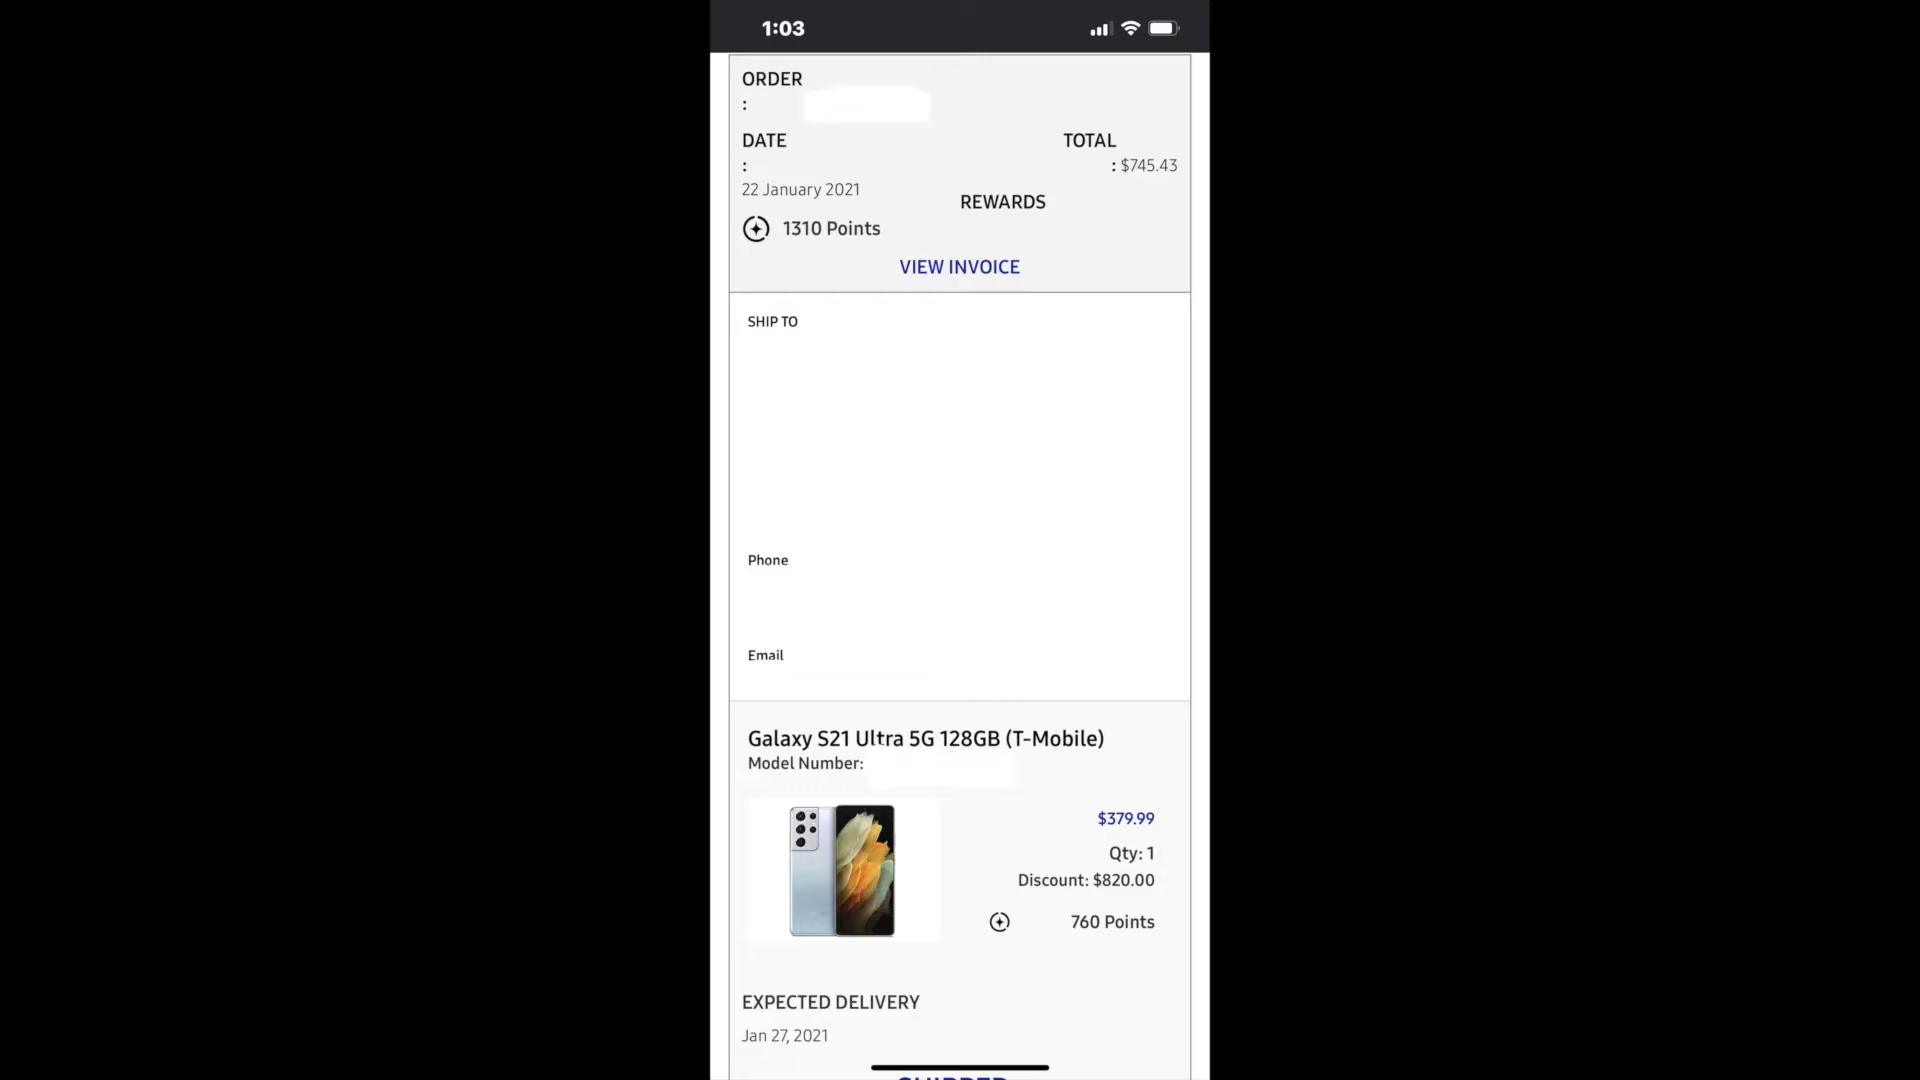 1:03
ORDER
:
DATE
:
22 January 2021
TOTAL
: $745.43
REWARDS
1310 Points
VIEW INVOICE
SHIP TO
Phone
Email
Galaxy S21 Ultra 5G 128GB (T-Mobile)
Model Number:
$379.99
Qty: 1
Discount: $820.00
760 Points
EXPECTED DELIVERY
Jan 27, 2021
SHIPPED